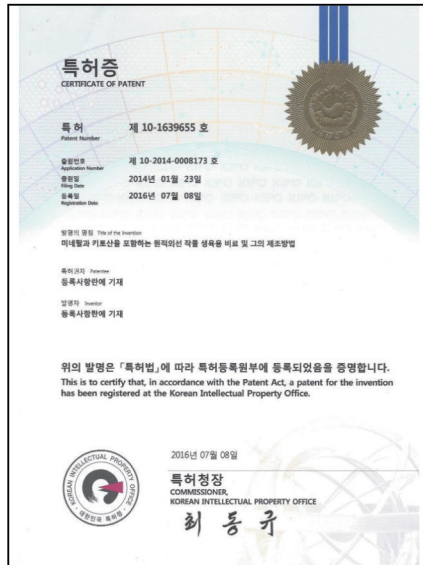 특허증
CERTIFICATE OF PATENT
특 허 제 10-1639655 호
Patent Number
출원번호 제 10-2014-0008173 호
Application Number
출원일 2014년 01월 23일
Filing Date
등록일 2016년 07월 08일
Registration Date
발명의 명칭 Title of the Invention
미네랄과 키토산을 포함하는 원적외선 작물 생육용 비료 및 그의 제조방법
특허권자 Patentee
등록사항란에 기재
발명자 Inventor
등록사항란에 기재
위의 발명은 「특허법」에 따라 특허등록원부에 등록되었음을 증명합니다.
This is to certify that, in accordance with the Patent Act, a patent for the invention
has been registered at the Korean Intellectual Property Office.
2016년 07월 08일
특허청장
COMMISSIONER,
KOREAN INTELLECTUAL PROPERTY OFFICE
최 동 규
KOREAN INTELLECTUAL PROPERTY OFFICE
대한민국 특허청